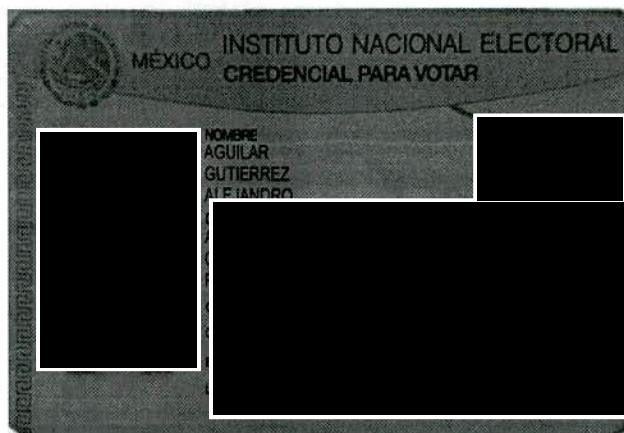 MÉXICO
INSTITUTO NACIONAL ELECTORAL
CREDENCIAL PARA VOTAR
NOMBRE
AGUILAR
GUTIERREZ
ALEJANDRO